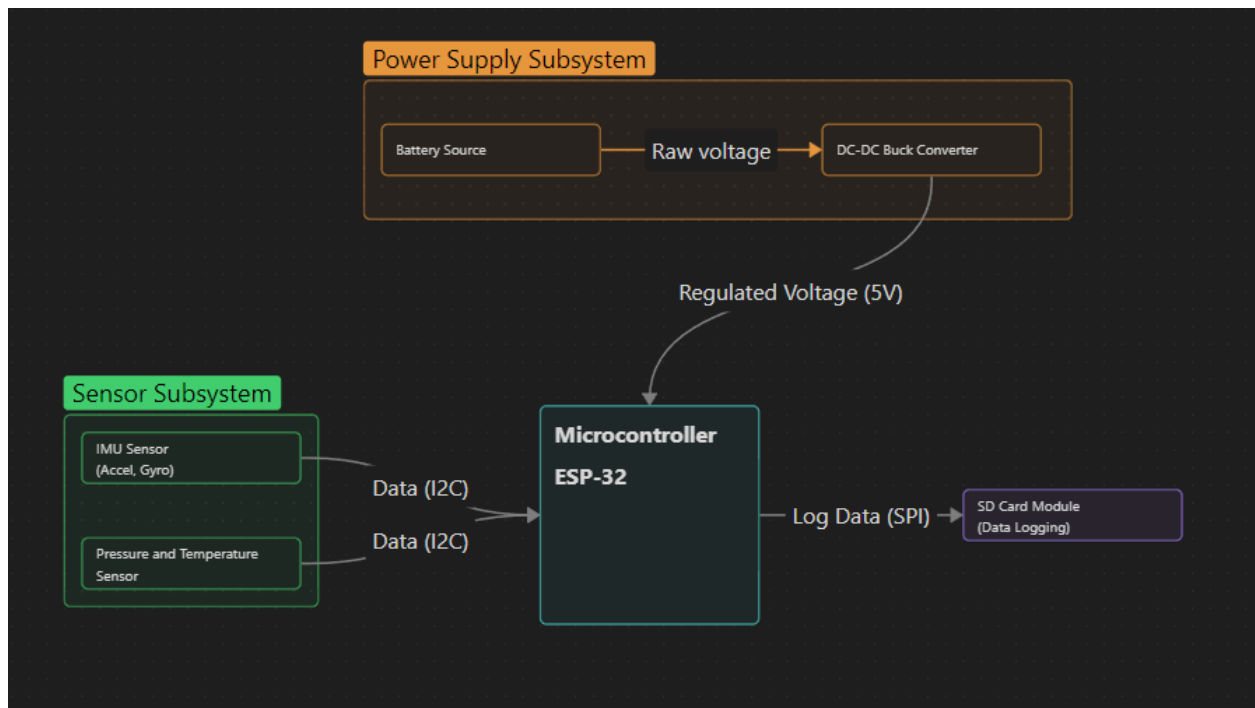 Power Supply Subsystem
Battery Source
Raw voltage
DC-DC Buck Converter
Regulated Voltage (5V)
Sensor Subsystem
IMU Sensor
(Accel, Gyro)
Data (I2C)
Data (I2C)
Pressure and Temperature
Sensor
Microcontroller
ESP-32
Log Data (SPI)
SD Card Module
(Data Logging)